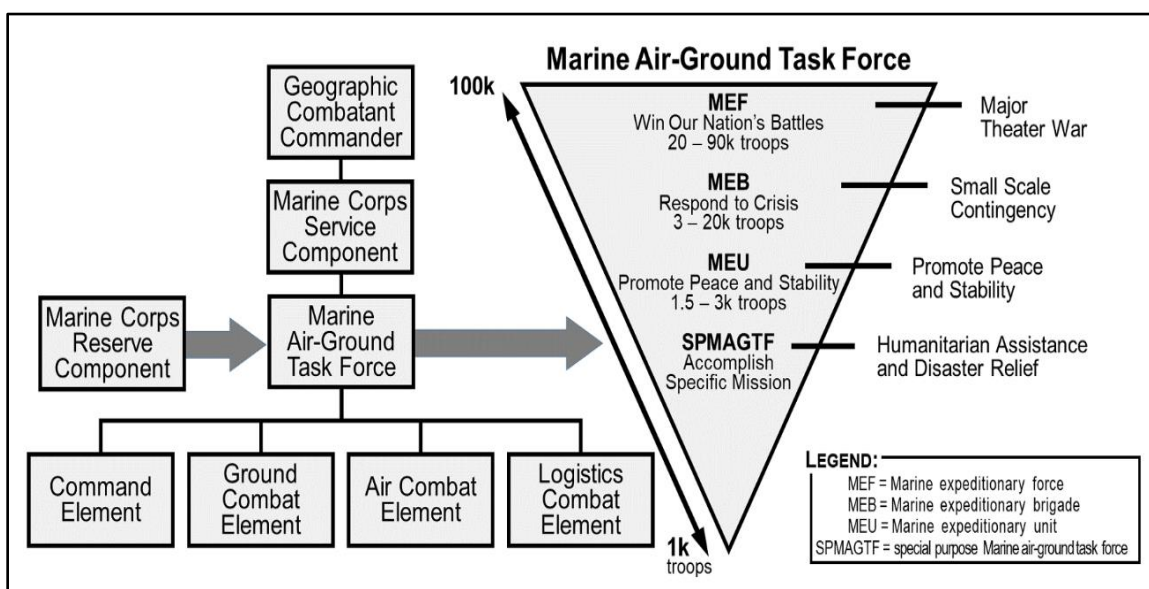 Geographic
Combatant
Commander
Marine Corps
Service
Component
Marine Corps
Reserve
Component
Marine
Air-Ground
Task Force
Command
Element
Ground
Combat
Element
Air Combat
Element
Logistics
Combat
Element
Marine Air-Ground Task Force
100k
MEF
Win Our Nation's Battles
20 – 90k troops
Major
Theater War
MEB
Respond to Crisis
3 – 20k troops
Small Scale
Contingency
MEU
Promote Peace and Stability
1.5 – 3k troops
Promote Peace
and Stability
SPMAGTF
Accomplish
Specific Mission
Humanitarian Assistance
and Disaster Relief
1k
troops
LEGEND:
MEF = Marine expeditionary force
MEB = Marine expeditionary brigade
MEU = Marine expeditionary unit
SPMAGTF = special purpose Marine air-ground task force